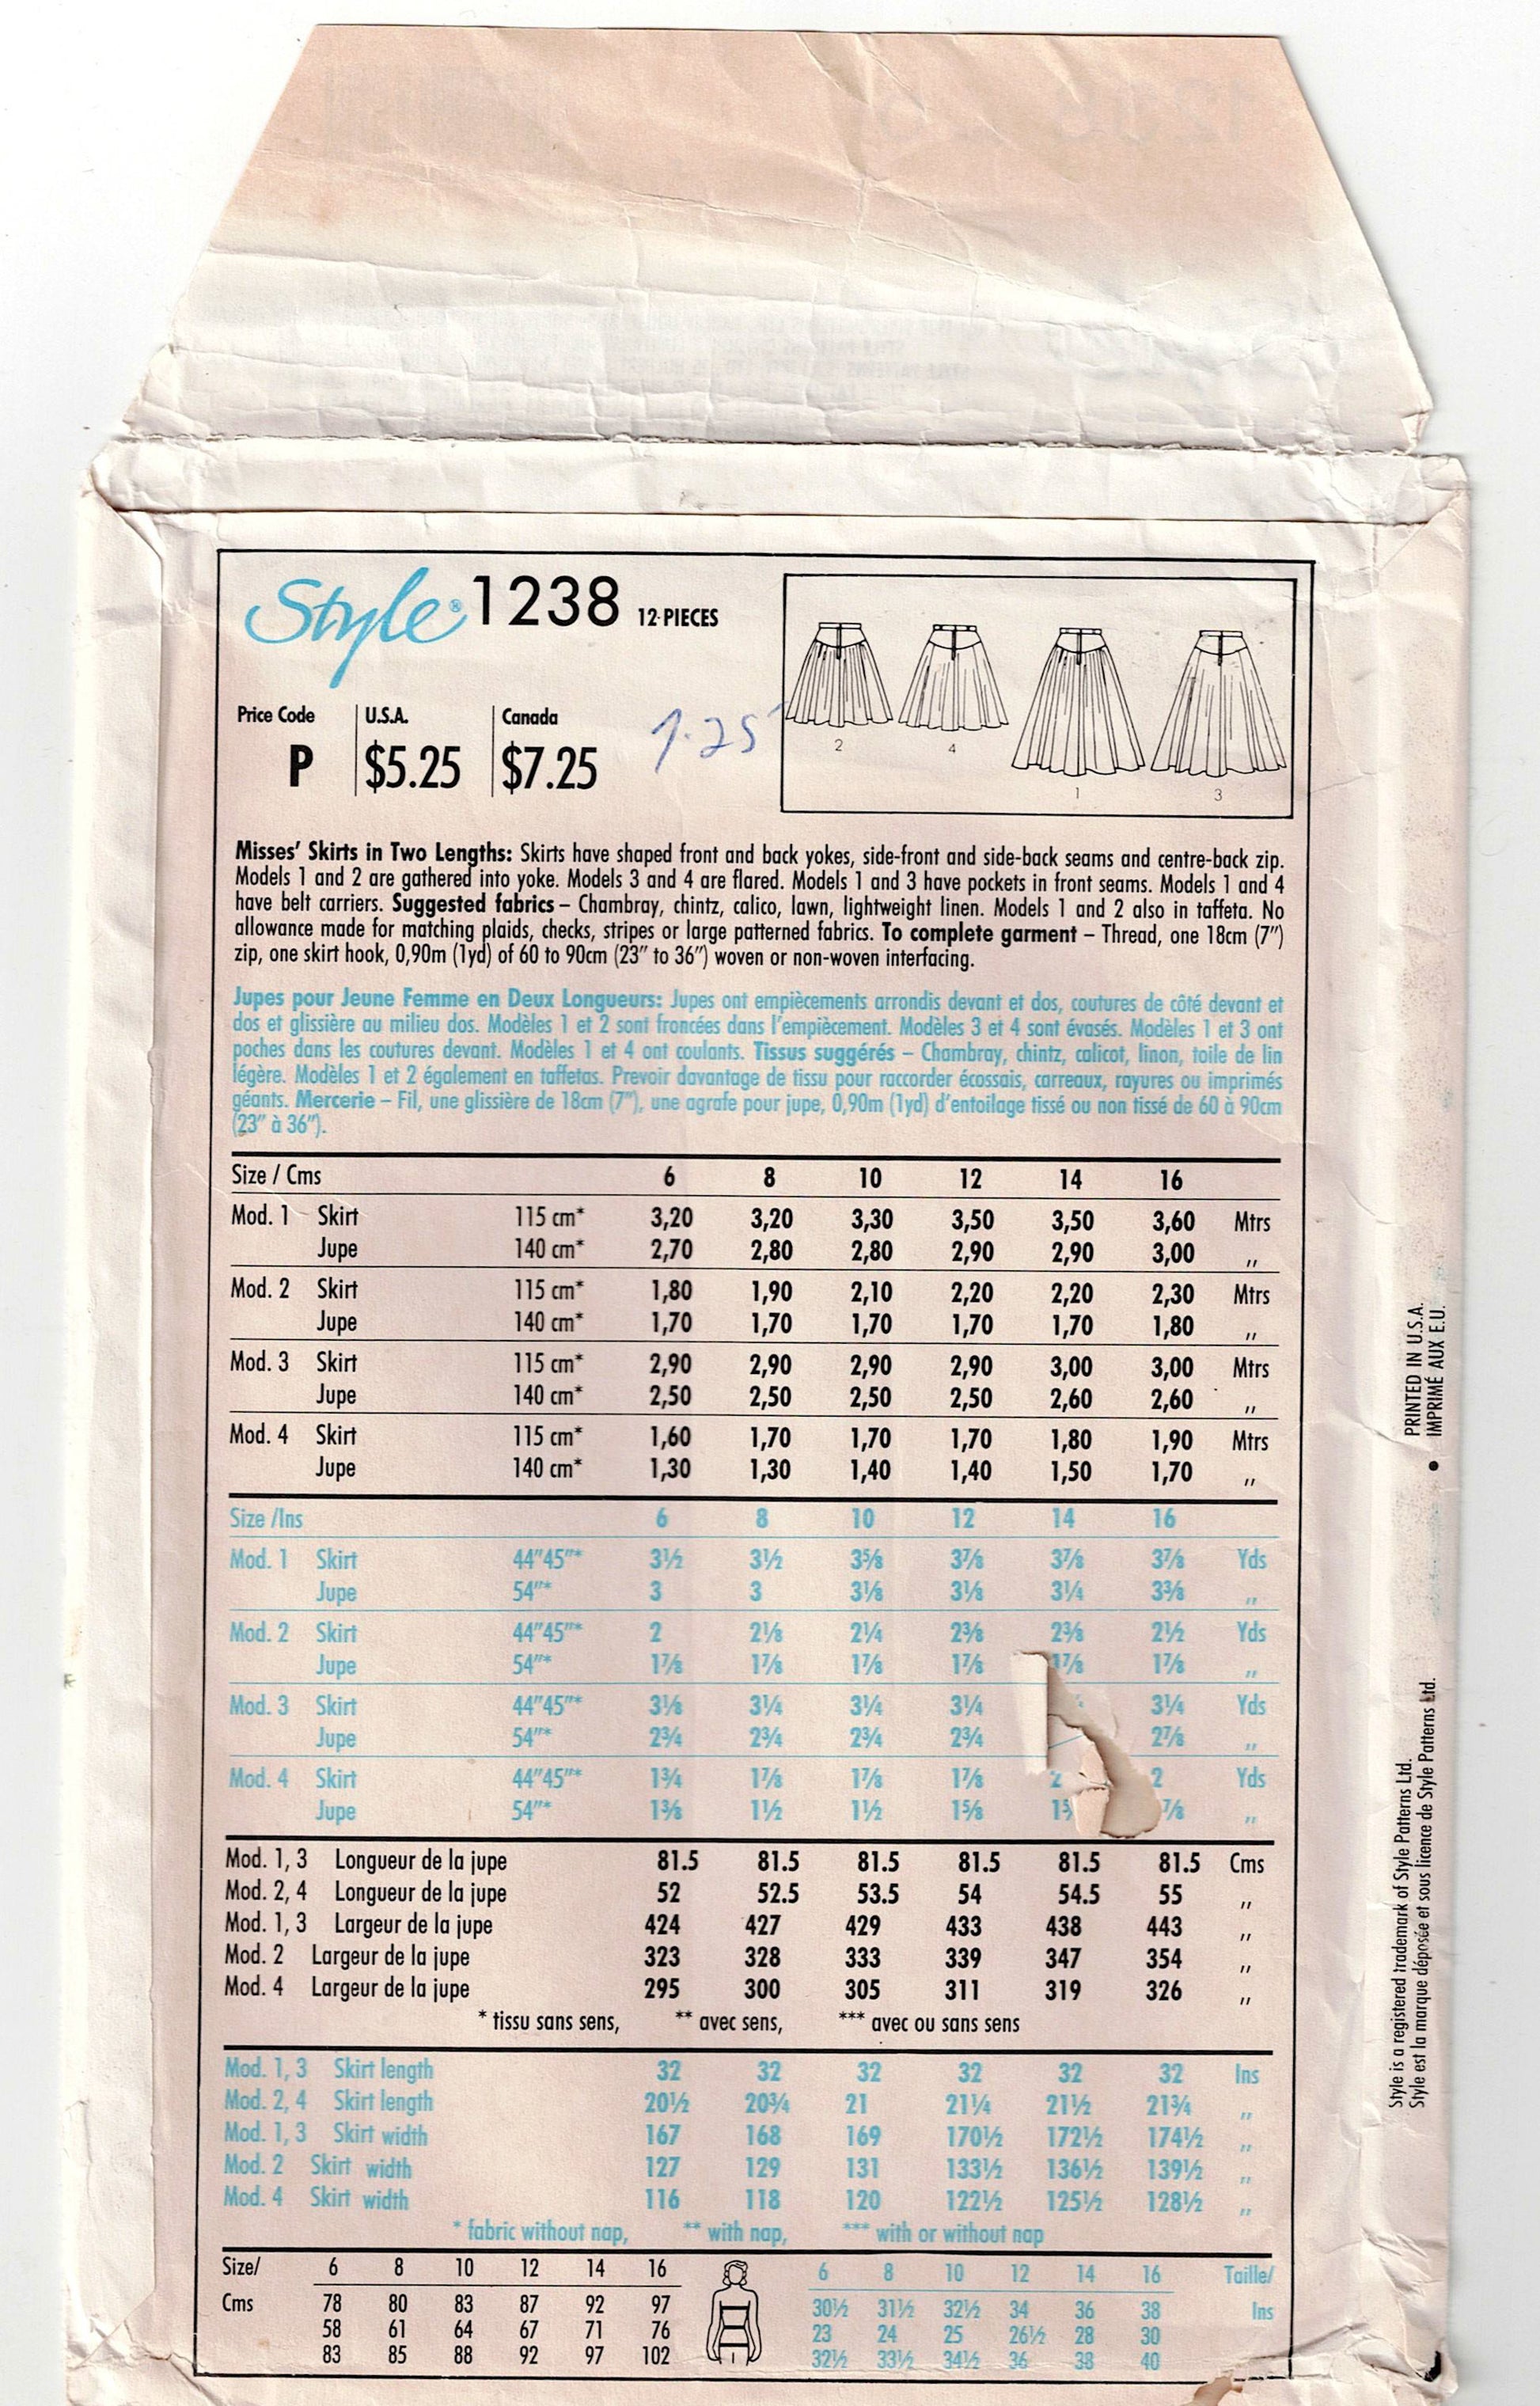 Style® 1238 12-PIECES
Price Code U.S.A. Canada
P $5.25 $7.25
1.25
2 4 1 3
Misses' Skirts in Two Lengths: Skirts have shaped front and back yokes, side-front and side-back seams and centre-back zip.
Models 1 and 2 are gathered into yoke. Models 3 and 4 are flared. Models 1 and 3 have pockets in front seams. Models 1 and 4
have belt carriers. Suggested fabrics – Chambray, chintz, calico, lawn, lightweight linen. Models 1 and 2 also in taffeta. No
allowance made for matching plaids, checks, stripes or large patterned fabrics. To complete garment – Thread, one 18cm (7")
zip, one skirt hook, 0,90m (1yd) of 60 to 90cm (23" to 36") woven or non-woven interfacing.
Jupes pour Jeune Femme en Deux Longueurs: Jupes ont empiècements arrondis devant et dos, coutures de côté devant et
dos et glissière au milieu dos. Modèles 1 et 2 sont froncées dans l'empiècement. Modèles 3 et 4 sont évasés. Modèles 1 et 3 ont
poches dans les coutures devant. Modèles 1 et 4 ont coulants. Tissus suggérés – Chambray, chintz, calicot, linon, toile de lin
légère. Modèles 1 et 2 également en taffetas. Prevoir davantage de tissu pour raccorder écossais, carreaux, rayures ou imprimés
géants. Mercerie – Fil, une glissière de 18cm (7"), une agrafe pour jupe, 0,90m (1yd) d'entoilage tissé ou non tissé de 60 à 90cm
(23" à 36").
Size / Cms 6 8 10 12 14 16
Mod. 1 Skirt 115 cm* 3,20 3,20 3,30 3,50 3,50 3,60 Mtrs
Jupe 140 cm* 2,70 2,80 2,80 2,90 2,90 3,00 ,,
Mod. 2 Skirt 115 cm* 1,80 1,90 2,10 2,20 2,20 2,30 Mtrs
Jupe 140 cm* 1,70 1,70 1,70 1,70 1,70 1,80 ,,
Mod. 3 Skirt 115 cm* 2,90 2,90 2,90 2,90 3,00 3,00 Mtrs
Jupe 140 cm* 2,50 2,50 2,50 2,50 2,60 2,60 ,,
Mod. 4 Skirt 115 cm* 1,60 1,70 1,70 1,70 1,80 1,90 Mtrs
Jupe 140 cm* 1,30 1,30 1,40 1,40 1,50 1,70 ,,
Size /Ins 6 8 10 12 14 16
Mod. 1 Skirt 44"45"* 3½ 3½ 3⅝ 3⅞ 3⅞ 3⅞ Yds
Jupe 54"* 3 3 3⅛ 3⅛ 3¼ 3⅜ ,,
Mod. 2 Skirt 44"45"* 2 2⅛ 2¼ 2⅜ 2⅜ 2½ Yds
Jupe 54"* 1⅞ 1⅞ 1⅞ 1⅞ 1⅞ 1⅞ ,,
Mod. 3 Skirt 44"45"* 3⅛ 3¼ 3¼ 3¼ 3¼ Yds
Jupe 54"* 2¾ 2¾ 2¾ 2¾ 2⅞ ,,
Mod. 4 Skirt 44"45"* 1¾ 1⅞ 1⅞ 1⅞ 2 2 Yds
Jupe 54"* 1⅜ 1½ 1½ 1⅝ ,,
Mod. 1, 3 Longueur de la jupe 81.5 81.5 81.5 81.5 81.5 81.5 Cms
Mod. 2, 4 Longueur de la jupe 52 52.5 53.5 54 54.5 55 ,,
Mod. 1, 3 Largeur de la jupe 424 427 429 433 438 443 ,,
Mod. 2 Largeur de la jupe 323 328 333 339 347 354 ,,
Mod. 4 Largeur de la jupe 295 300 305 311 319 326 ,,
* tissu sans sens, ** avec sens, *** avec ou sans sens
Mod. 1, 3 Skirt length 32 32 32 32 32 32 Ins
Mod. 2, 4 Skirt length 20½ 20¾ 21 21¼ 21½ 21¾ ,,
Mod. 1, 3 Skirt width 167 168 169 170½ 172½ 174½ ,,
Mod. 2 Skirt width 127 129 131 133½ 136½ 139½ ,,
Mod. 4 Skirt width 116 118 120 122½ 125½ 128½ ,,
* fabric without nap, ** with nap, *** with or without nap
Size/ 6 8 10 12 14 16 6 8 10 12 14 16 Taille/
Cms 78 80 83 87 92 97 30½ 31½ 32½ 34 36 38 Ins
58 61 64 67 71 76 23 24 25 26½ 28 30
83 85 88 92 97 102 32½ 33½ 34½ 36 38 40
PRINTED IN U.S.A.
IMPRIMÉ AUX E.U.
Style is a registered trademark of Style Patterns Ltd.
Style est la marque déposée et sous licence de Style Patterns Ltd. •